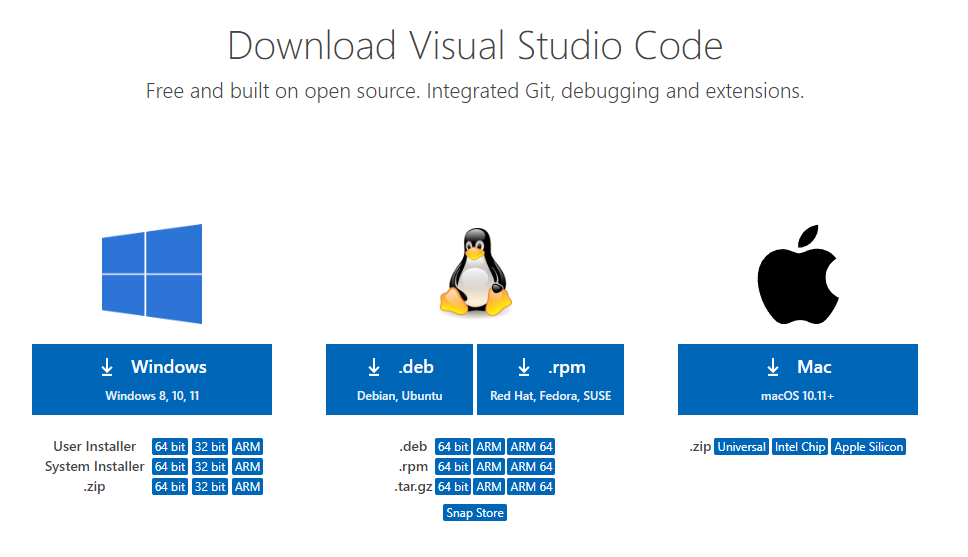 Download Visual Studio Code
Free and built on open source. Integrated Git, debugging and extensions.
Windows
Windows 8, 10, 11
User Installer 64 bit 32 bit ARM
System Installer 64 bit 32 bit ARM
.zip 64 bit 32 bit ARM
.deb
Debian, Ubuntu
.rpm
Red Hat, Fedora, SUSE
.deb 64 bit ARM ARM 64
.rpm 64 bit ARM ARM 64
.tar.gz 64 bit ARM ARM 64
Snap Store
Mac
macOS 10.11+
.zip Universal Intel Chip Apple Silicon